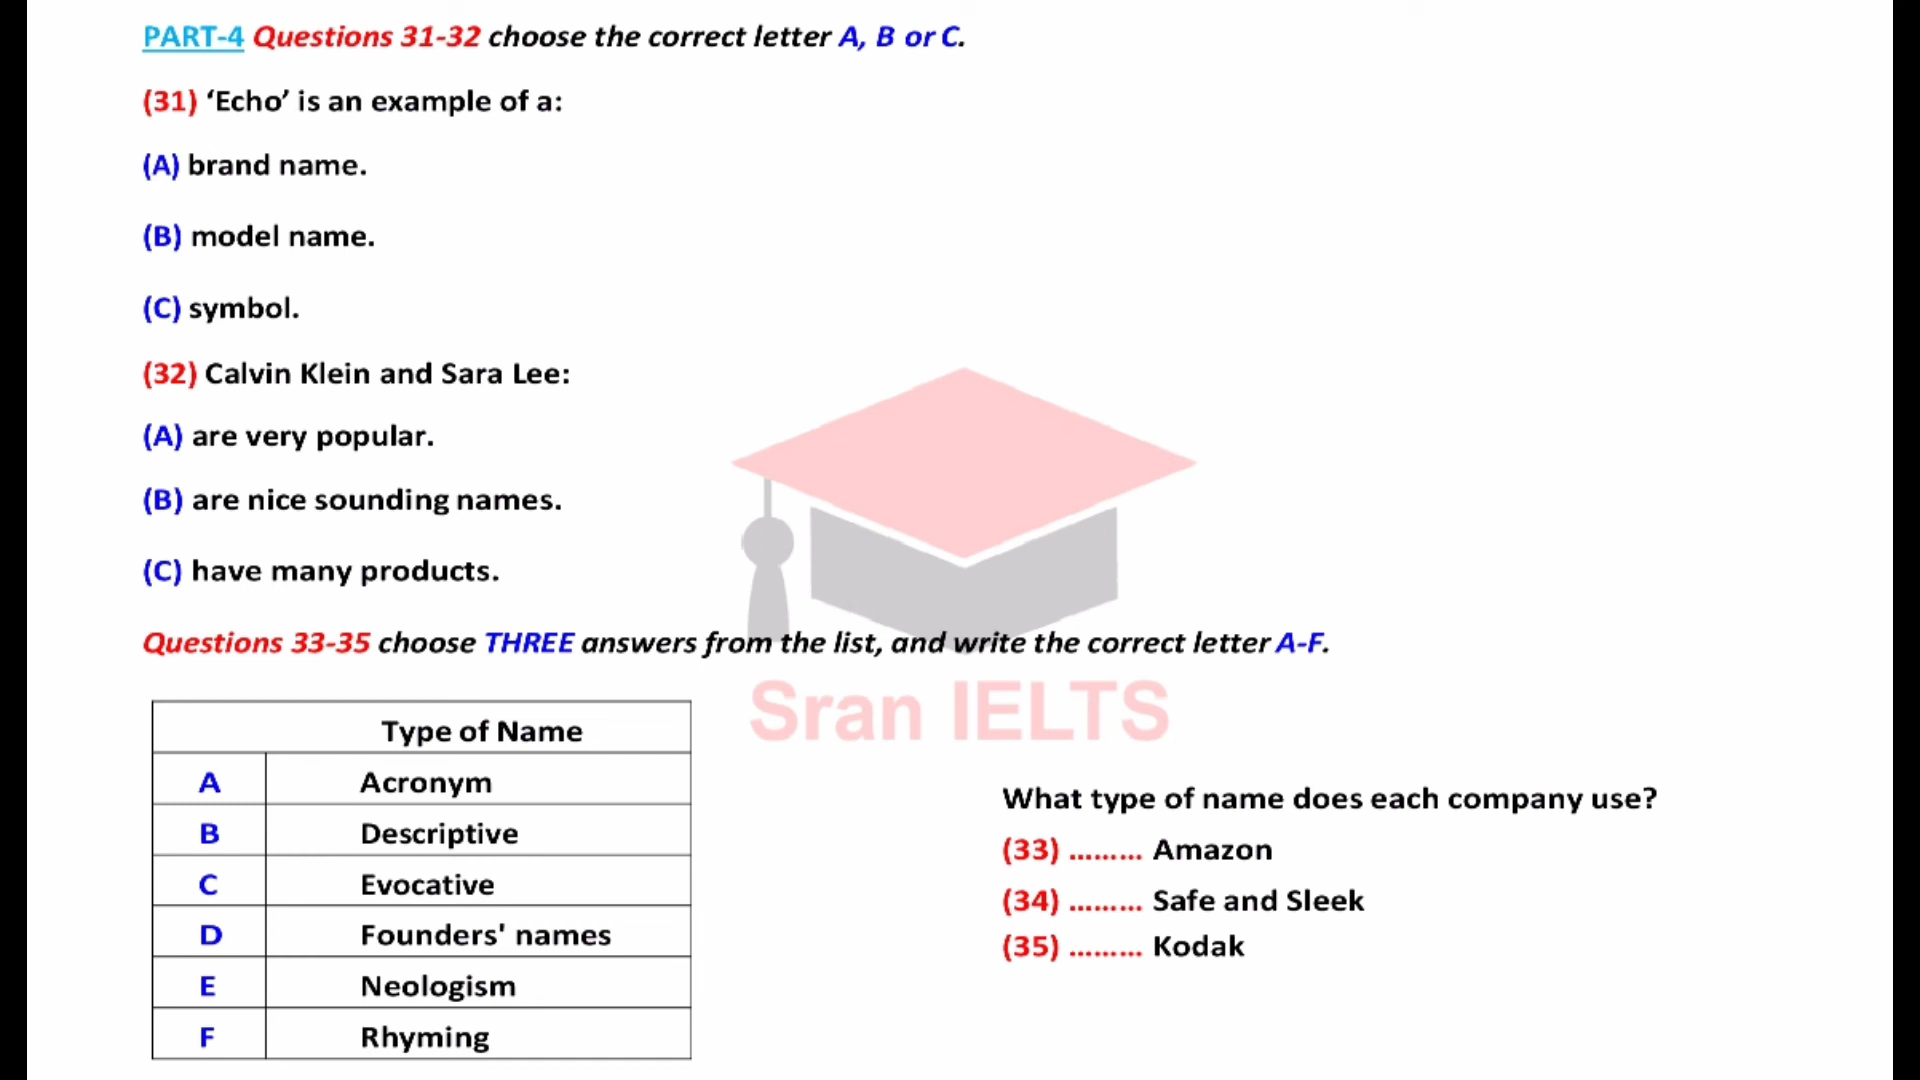 PART-4 Questions 31-32 choose the correct letter A, B or C.
(31) ‘Echo’ is an example of a:
(A) brand name.
(B) model name.
(C) symbol.
(32) Calvin Klein and Sara Lee:
(A) are very popular.
(B) are nice sounding names.
(C) have many products.
Questions 33-35 choose THREE answers from the list, and write the correct letter A-F.
Sran IELTS
Type of Name
A Acronym
B Descriptive
C Evocative
D Founders' names
E Neologism
F Rhyming
What type of name does each company use?
(33) ......... Amazon
(34) ......... Safe and Sleek
(35) ......... Kodak